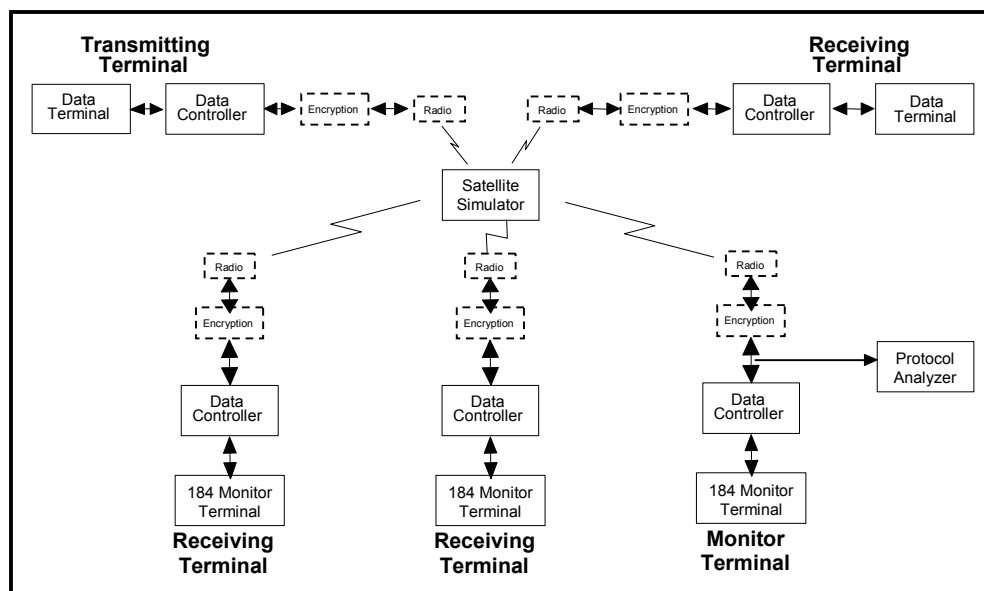 Transmitting
Terminal
Receiving
Terminal
Data
Terminal
Data
Controller
Encryption
Radio
Radio
Encryption
Data
Controller
Data
Terminal
Satellite
Simulator
Radio
Radio
Radio
Encryption
Encryption
Encryption
Protocol
Analyzer
Data
Controller
Data
Controller
Data
Controller
184 Monitor
Terminal
184 Monitor
Terminal
184 Monitor
Terminal
Receiving
Terminal
Receiving
Terminal
Monitor
Terminal